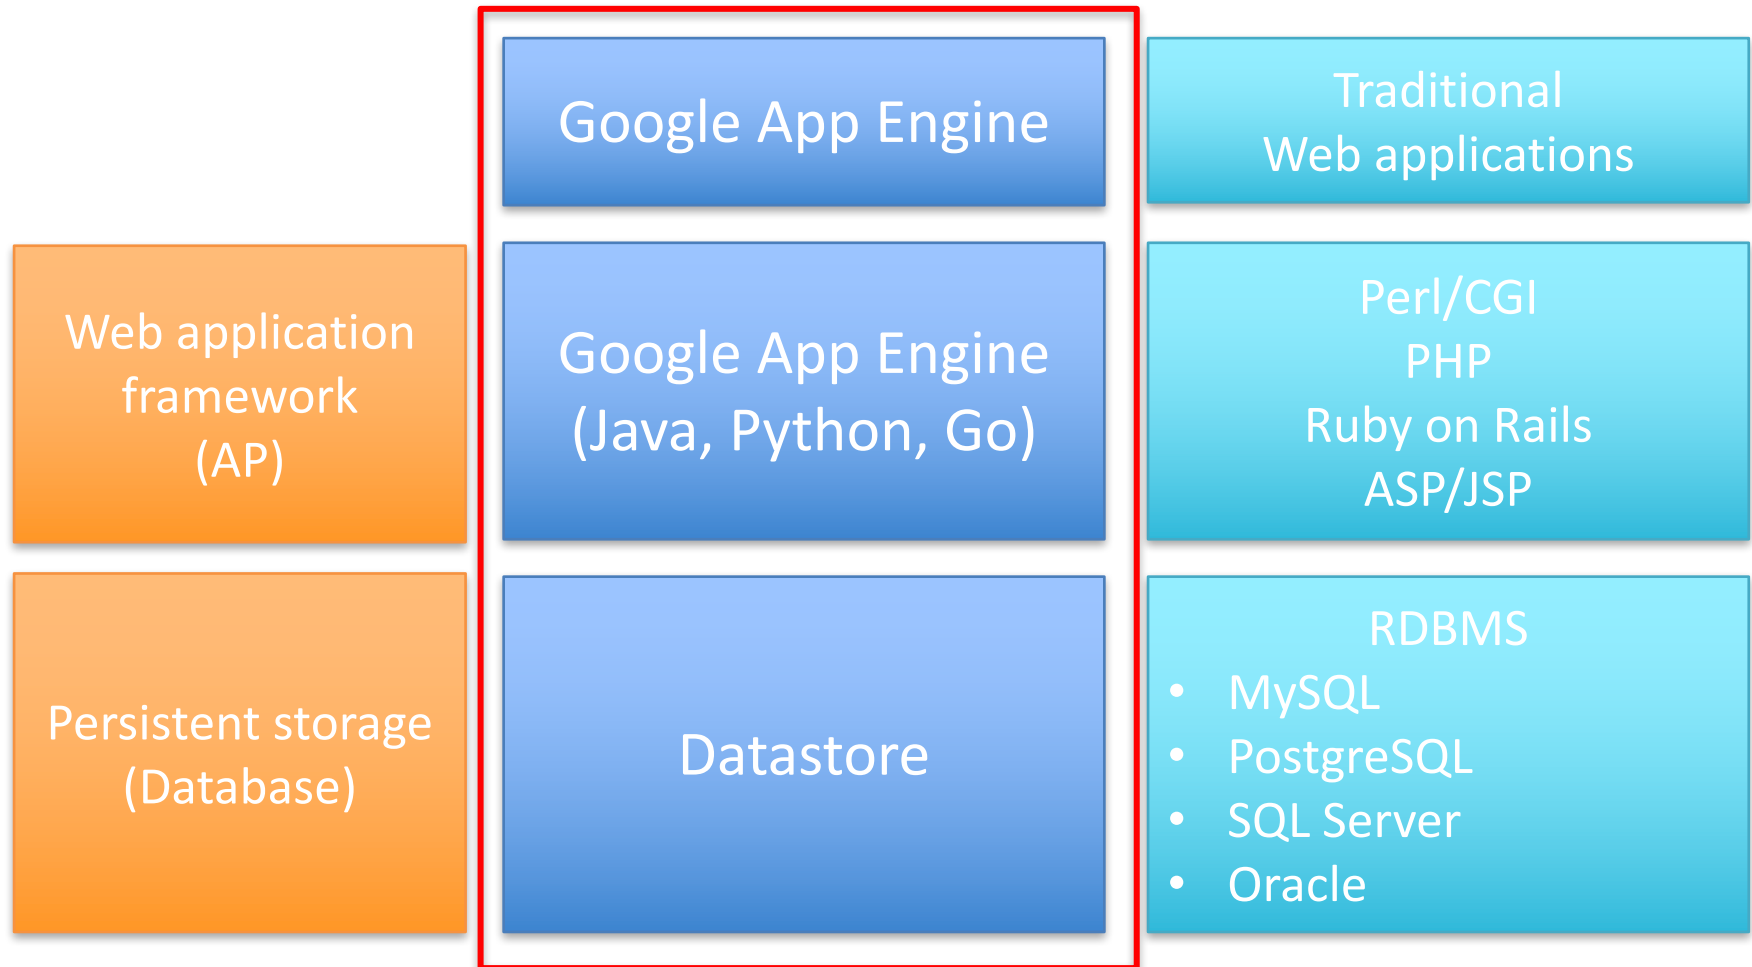 Google App Engine
Traditional
Web applications
Web application
framework
(AP)
Google App Engine
(Java, Python, Go)
Perl/CGI
PHP
Ruby on Rails
ASP/JSP
Persistent storage
(Database)
Datastore
RDBMS
• MySQL
• PostgreSQL
• SQL Server
• Oracle